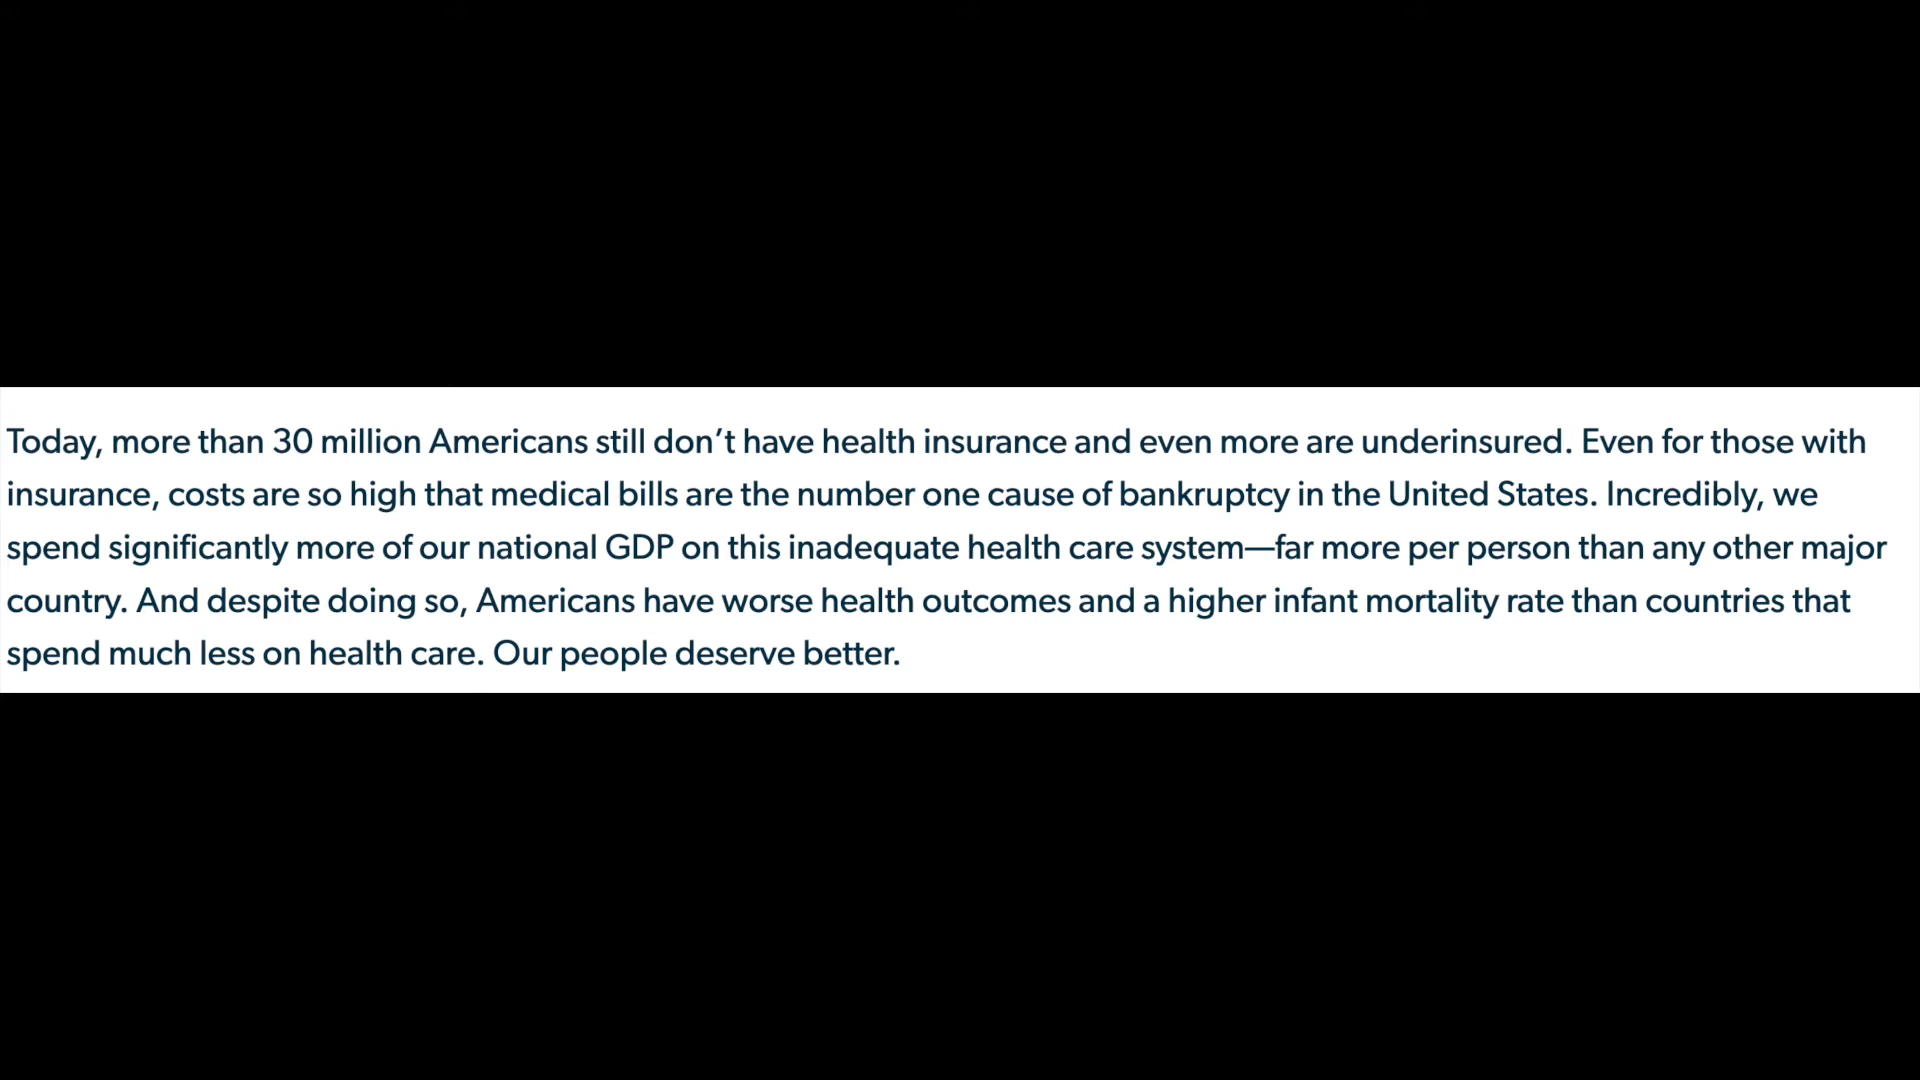 Today, more than 30 million Americans still don’t have health insurance and even more are underinsured. Even for those with
insurance, costs are so high that medical bills are the number one cause of bankruptcy in the United States. Incredibly, we
spend significantly more of our national GDP on this inadequate health care system—far more per person than any other major
country. And despite doing so, Americans have worse health outcomes and a higher infant mortality rate than countries that
spend much less on health care. Our people deserve better.